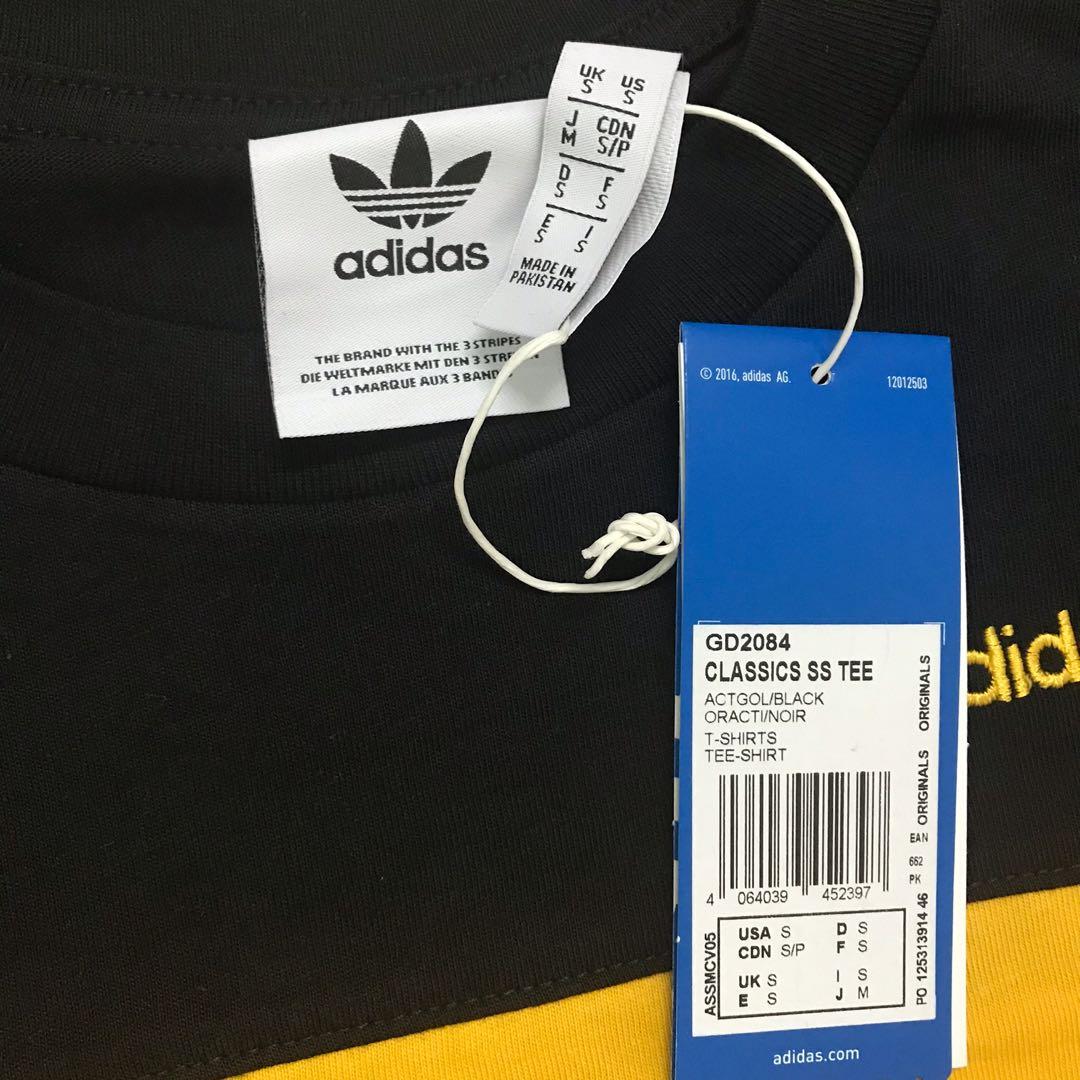 adidas
THE BRAND WITH THE 3 STRIPES
DIE WELTMARKE MIT DEN 3
LA MARQUE AUX 3
UK S US S
J M CDN S/P
D S F S
E S I S
MADE IN
PAKISTAN
© 2016, adidas AG.
12012503
GD2084
CLASSICS SS TEE
ACTGOL/BLACK
ORACTI/NOIR
T-SHIRTS
TEE-SHIRT
4 064039 452397
ASSMCV05
USA S D S
CDN S/P F S
UK S I S
E S J M
ORIGINALS
ORIGINALS
EAN
662
PK
PO 125313914 46
adidas.com
did